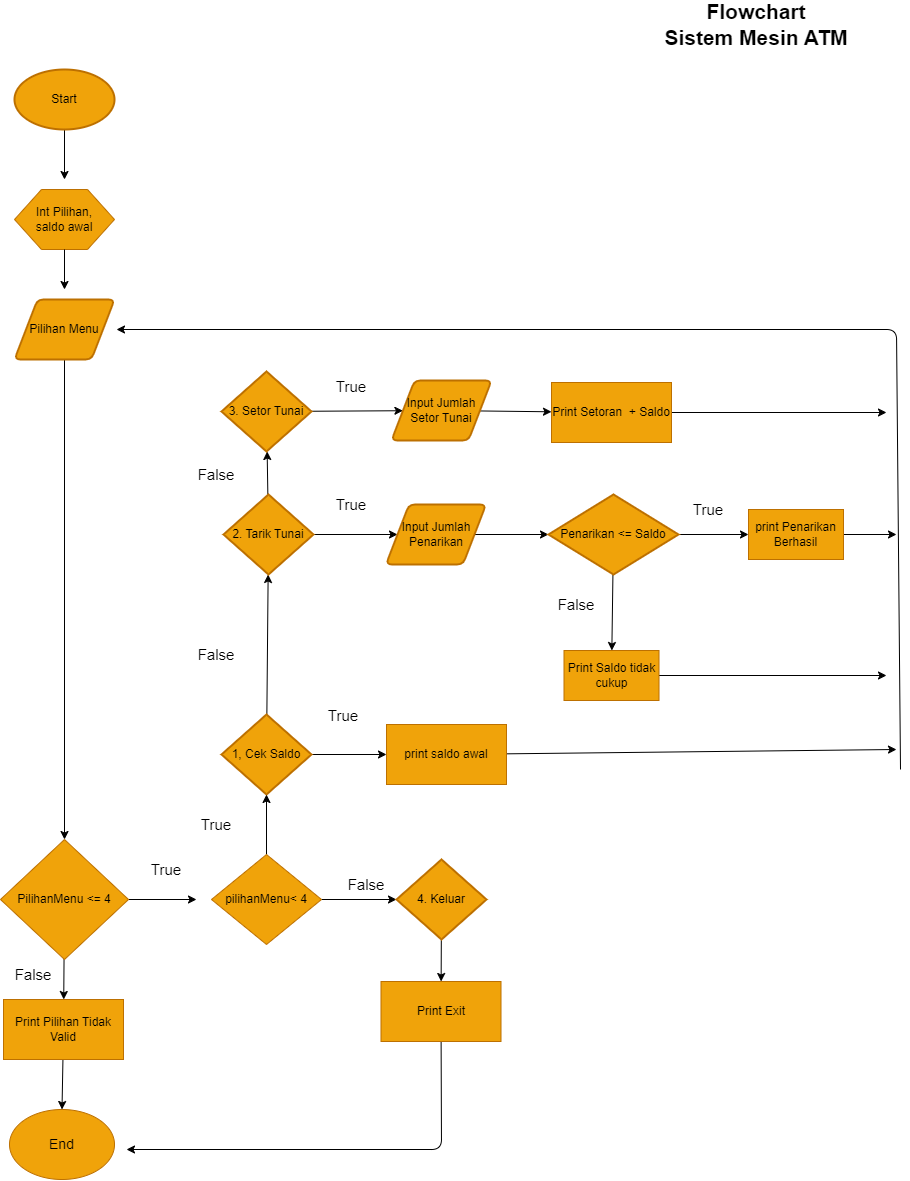 Flowchart
Sistem Mesin ATM
Start
Int Pilihan,
saldo awal
Pilihan Menu
3. Setor Tunai
True
Input Jumlah
Setor Tunai
Print Setoran + Saldo
False
2. Tarik Tunai
True
Input Jumlah
Penarikan
Penarikan <= Saldo
True
print Penarikan
Berhasil
False
Print Saldo tidak
cukup
False
1, Cek Saldo
True
print saldo awal
True
PilihanMenu <= 4
True
pilihanMenu< 4
False
4. Keluar
False
Print Pilihan Tidak
Valid
Print Exit
End